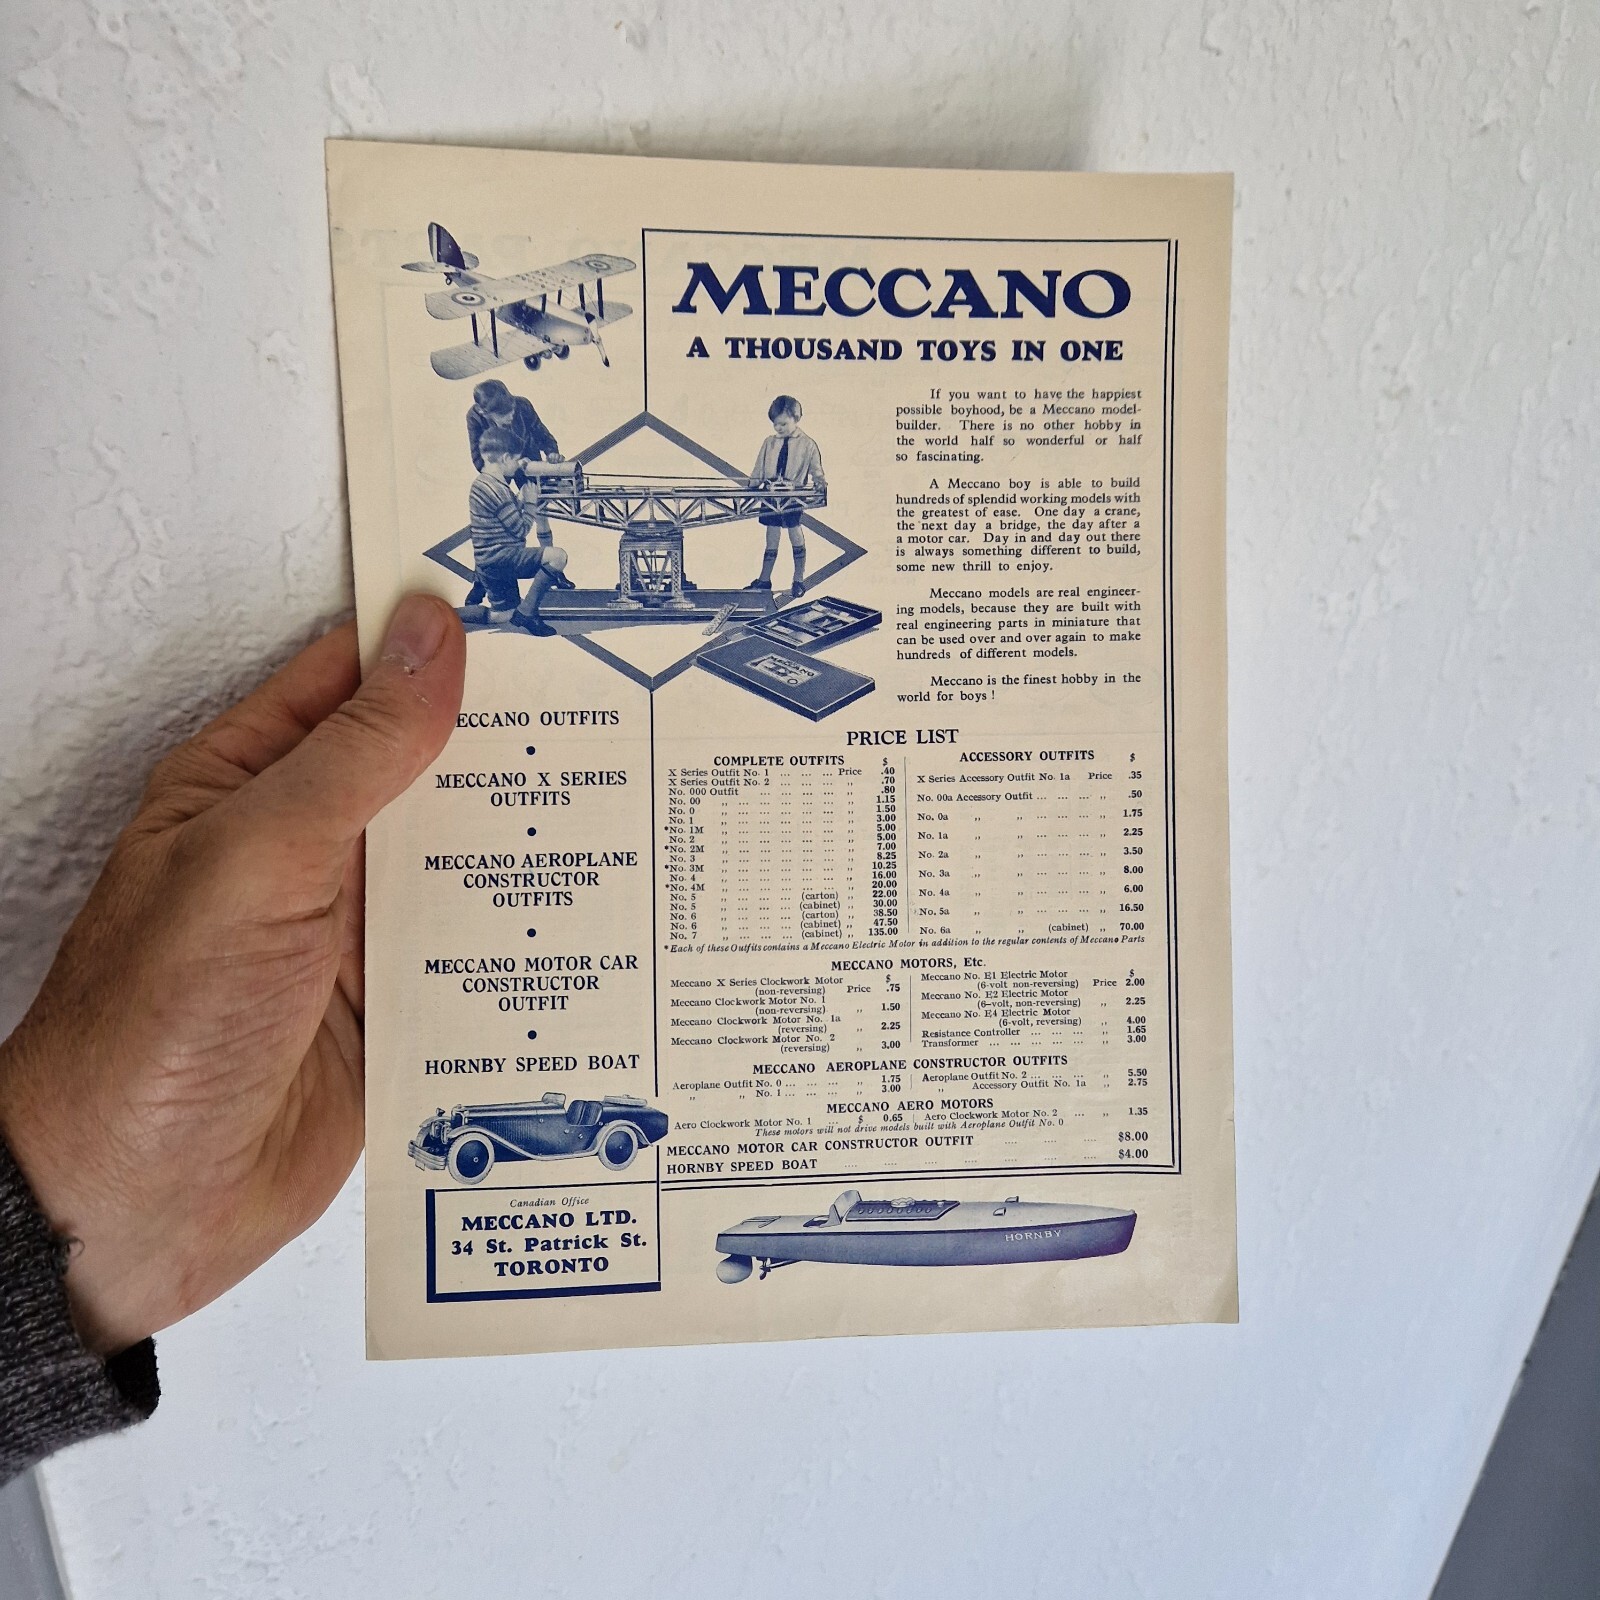 MECCANO
A THOUSAND TOYS IN ONE
If you want to have the happiest
possible boyhood, be a Meccano model-
builder. There is no other hobby in
the world half so wonderful or half
so fascinating.
A Meccano boy is able to build
hundreds of splendid working models with
the greatest of ease. One day a crane,
the next day a bridge, the day after a
a motor car. Day in and day out there
is always something different to build,
some new thrill to enjoy.
Meccano models are real engineer-
ing models, because they are built with
real engineering parts in miniature that
can be used over and over again to make
hundreds of different models.
Meccano is the finest hobby in the
world for boys !
MECCANO
ECCANO OUTFITS
MECCANO X SERIES
OUTFITS
MECCANO AEROPLANE
CONSTRUCTOR
OUTFITS
MECCANO MOTOR CAR
CONSTRUCTOR
OUTFIT
HORNBY SPEED BOAT
PRICE LIST
COMPLETE OUTFITS $
X Series Outfit No. 1 ... ... ... Price .40
X Series Outfit No. 2 ... ... ... ,, .70
No. 000 Outfit ... ... ... ... ,, .80
No. 00 ,, ... ... ... ... ... ,, 1.15
No. 0 ,, ... ... ... ... ... ,, 1.50
No. 1 ,, ... ... ... ... ... ,, 3.00
*No. 1M ,, ... ... ... ... ... ,, 5.00
No. 2 ,, ... ... ... ... ... ,, 5.00
*No. 2M ,, ... ... ... ... ... ,, 7.00
No. 3 ,, ... ... ... ... ... ,, 8.25
*No. 3M ,, ... ... ... ... ... ,, 10.25
No. 4 ,, ... ... ... ... ... ,, 16.00
*No. 4M ,, ... ... ... ... ... ,, 20.00
No. 5 ,, ... ... ... (carton) ,, 22.00
No. 5 ,, ... ... ... (cabinet) ,, 30.00
No. 6 ,, ... ... ... (carton) ,, 38.50
No. 6 ,, ... ... ... (cabinet) ,, 47.50
No. 7 ,, ... ... ... (cabinet) ,, 135.00
ACCESSORY OUTFITS $
X Series Accessory Outfit No. 1a Price .35
No. 00a Accessory Outfit ... ... ... ,, .50
No. 0a ,, ,, ... ... ... ,, 1.75
No. 1a ,, ,, ... ... ... ,, 2.25
No. 2a ,, ,, ... ... ... ,, 3.50
No. 3a ,, ,, ... ... ... ,, 8.00
No. 4a ,, ,, ... ... ... ,, 6.00
No. 5a ,, ,, ... ... ... ,, 16.50
No. 6a ,, ,, (cabinet) ,, 70.00
*Each of these Outfits contains a Meccano Electric Motor in addition to the regular contents of Meccano Parts
MECCANO MOTORS, Etc.
Meccano X Series Clockwork Motor $
(non-reversing) Price .75
Meccano Clockwork Motor No. 1
(non-reversing) ,, 1.50
Meccano Clockwork Motor No. 1a
(reversing) ,, 2.25
Meccano Clockwork Motor No. 2
(reversing) ,, 3.00
Meccano No. E1 Electric Motor $
(6-volt non-reversing) Price 2.00
Meccano No. E2 Electric Motor
(6-volt, non-reversing) ,, 2.25
Meccano No. E4 Electric Motor
(6-volt, reversing) ,, 4.00
Resistance Controller ... ... ... ,, 1.65
Transformer ... ... ... ... ... ,, 3.00
MECCANO AEROPLANE CONSTRUCTOR OUTFITS
Aeroplane Outfit No. 0 ... ... ... ,, 1.75
,, ,, No. 1 ... ... ... ,, 3.00
Aeroplane Outfit No. 2 ... ... ... ,, 5.50
,, Accessory Outfit No. 1a ,, 2.75
MECCANO AERO MOTORS
Aero Clockwork Motor No. 1 ... $ 0.65 | Aero Clockwork Motor No. 2 ... ,, 1.35
These motors will not drive models built with Aeroplane Outfit No. 0
MECCANO MOTOR CAR CONSTRUCTOR OUTFIT .... .... .... $8.00
HORNBY SPEED BOAT .... .... .... .... .... .... .... $4.00
Canadian Office
MECCANO LTD.
34 St. Patrick St.
TORONTO
HORNBY